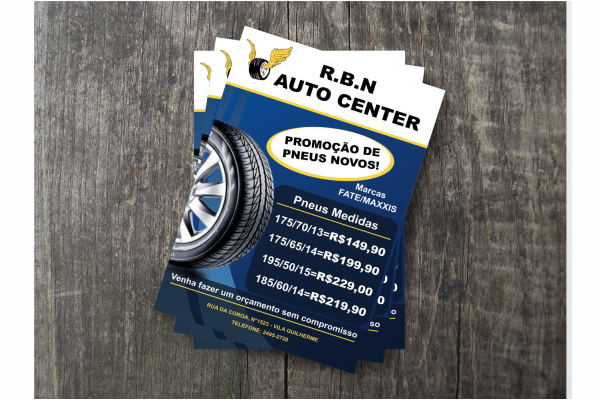 R.B.N
AUTO CENTER
PROMOÇÃO DE
PNEUS NOVOS!
Marcas
FATE/MAXXIS
Pneus Medidas
175/70/13=R$149,90
175/65/14=R$199,90
195/50/15=R$229,00
185/60/14=R$219,90
Venha fazer um orçamento sem compromisso
RUA DA COROA, Nº1523 - VILA GUILHERME
TELEFONE: 2485-2720